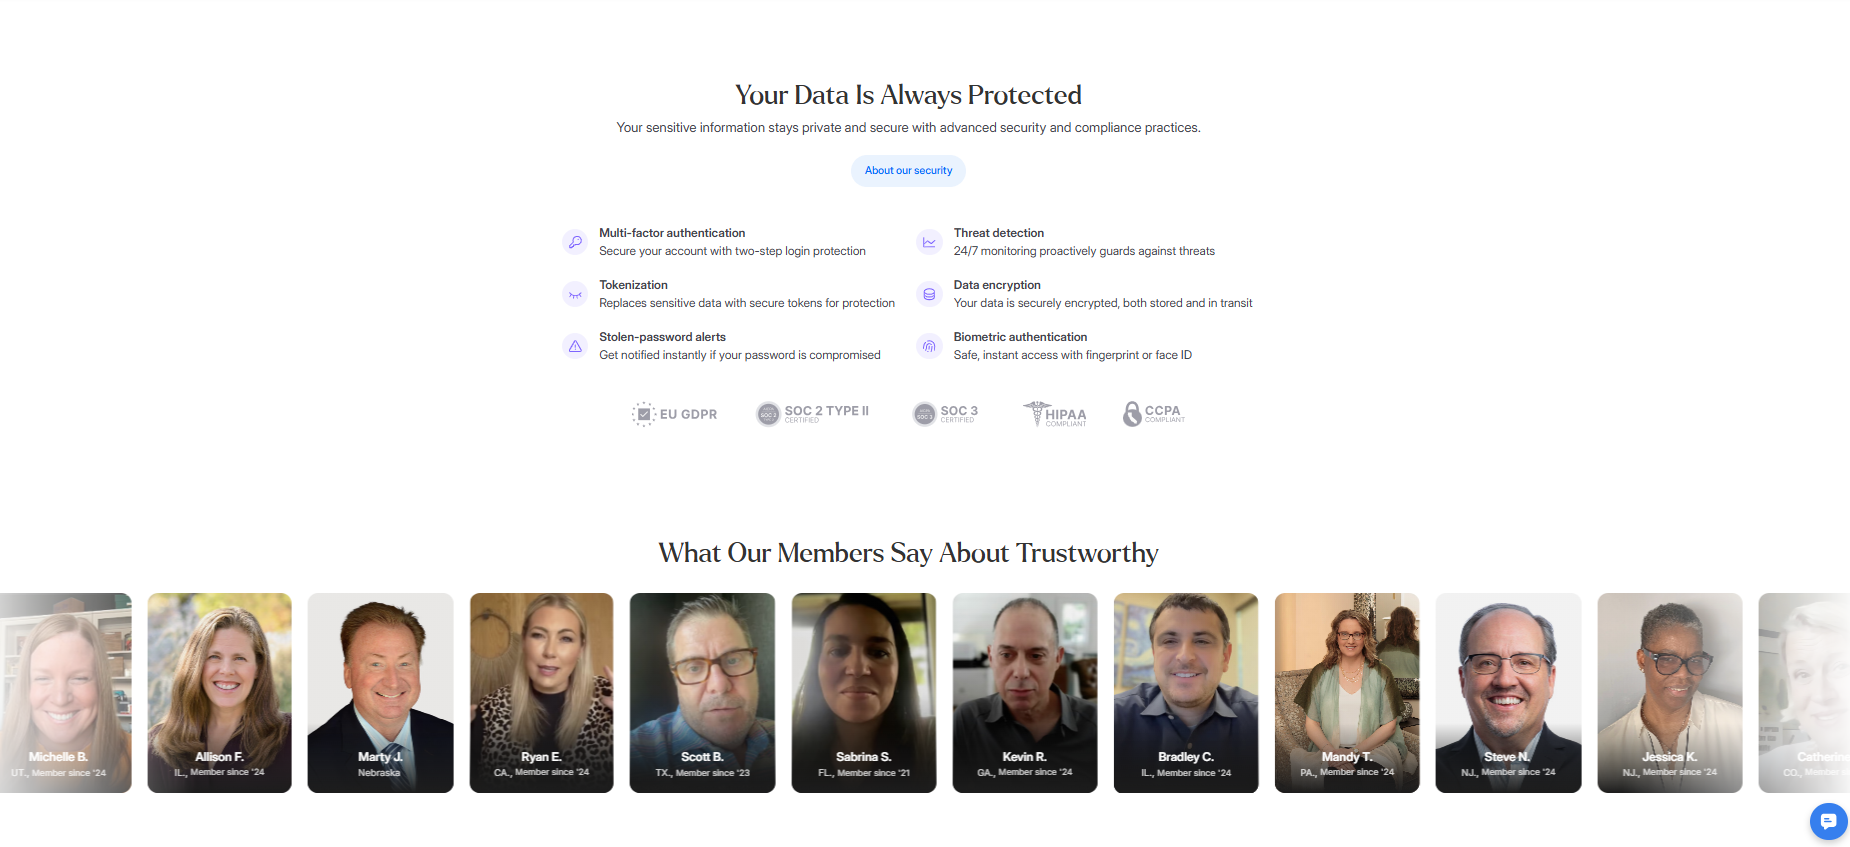 Your Data Is Always Protected
Your sensitive information stays private and secure with advanced security and compliance practices.
About our security
Multi-factor authentication
Secure your account with two-step login protection
Threat detection
24/7 monitoring proactively guards against threats
Tokenization
Replaces sensitive data with secure tokens for protection
Data encryption
Your data is securely encrypted, both stored and in transit
Stolen-password alerts
Get notified instantly if your password is compromised
Biometric authentication
Safe, instant access with fingerprint or face ID
EU GDPR
SOC 2 TYPE II
CERTIFIED
SOC 3
CERTIFIED
HIPAA
COMPLIANT
CCPA
COMPLIANT
What Our Members Say About Trustworthy
Michelle B.
UT., Member since '24
Allison F.
IL., Member since '24
Marty J.
Nebraska
Ryan E.
CA., Member since '24
Scott B.
TX., Member since '23
Sabrina S.
FL., Member since '21
Kevin R.
GA., Member since '24
Bradley C.
IL., Member since '24
Mandy T.
PA., Member since '24
Steve N.
NJ., Member since '24
Jessica K.
NJ., Member since '24
Catherine
CO., Member